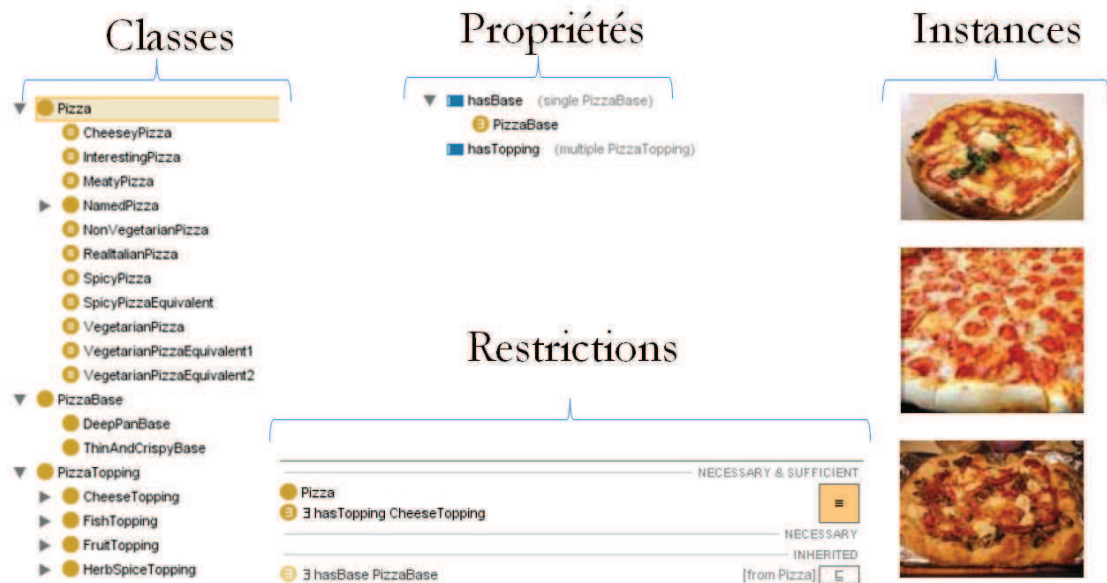 Classes
Pizza
CheeseyPizza
InterestingPizza
MeatyPizza
NamedPizza
NonVegetarianPizza
RealItalianPizza
SpicyPizza
SpicyPizzaEquivalent
VegetarianPizza
VegetarianPizzaEquivalent1
VegetarianPizzaEquivalent2
PizzaBase
DeepPanBase
ThinAndCrispyBase
PizzaTopping
CheeseTopping
FishTopping
FruitTopping
HerbSpiceTopping
Propriétés
hasBase (single PizzaBase)
∃ PizzaBase
hasTopping (multiple PizzaTopping)
Restrictions
NECESSARY & SUFFICIENT
Pizza
≡
∃ ∃ hasTopping CheeseTopping
NECESSARY
INHERITED
∃ ∃ hasBase PizzaBase [from Pizza] ⊑
Instances